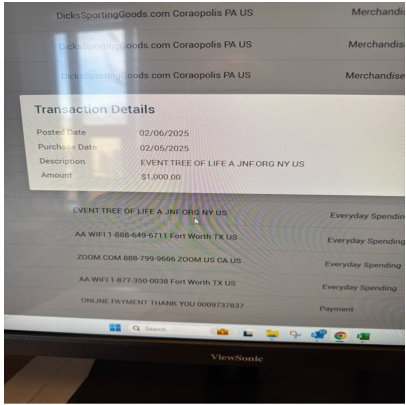 DicksSportingGoods.com Coraopolis PA US Merchandis
DicksSportingGoods.com Coraopolis PA US Merchandis
DicksSportingGoods.com Coraopolis PA US Merchandise
Transaction Details
Posted Date 02/06/2025
Purchase Date 02/05/2025
Description EVENT TREE OF LIFE A JNF.ORG NY US
Amount $1,000.00
EVENT TREE OF LIFE A JNF.ORG NY US Everyday Spendin
AA WIFI 1-888-649-6711 Fort Worth TX US Everyday Spending
ZOOM.COM 888-799-9666 ZOOM.US CA US Everyday Spending
AA WIFI 1-877-350-0038 Fort Worth TX US Everyday Spending
ONLINE PAYMENT THANK YOU 0009737837 Payment
Search
ViewSonic